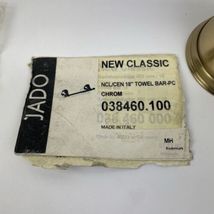 JADO
NEW CLASSIC
NCL/CEN 18" TOWEL BAR-PC
CHROM
038460.100
MADE IN ITALY
MH